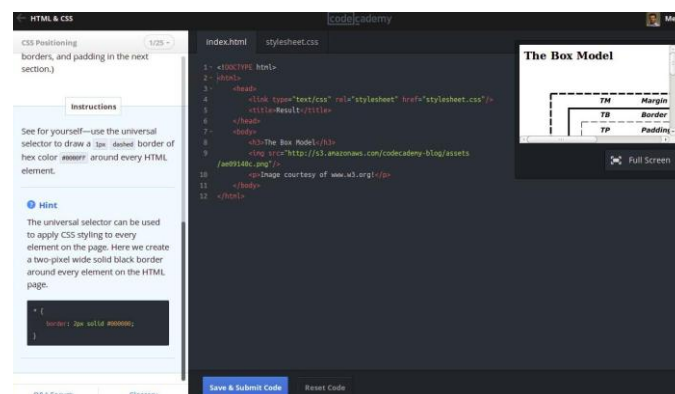 HTML & CSS
codecademy
Me
CSS Positioning
1/25
borders, and padding in the next
section.)
Instructions
See for yourself—use the universal
selector to draw a 1px dashed border of
hex color #0000FF around every HTML
element.
Hint
The universal selector can be used
to apply CSS styling to every
element on the page. Here we create
a two-pixel wide solid black border
around every element on the HTML
page.
* {
border: 2px solid #000000;
}
Q&A Forum
Glossary
index.html
stylesheet.css
1 <!DOCTYPE html>
2 <html>
3 <head>
4 <link type="text/css" rel="stylesheet" href="stylesheet.css"/>
5 <title>Result</title>
6 </head>
7 <body>
8 <h3>The Box Model</h3>
9 <img src="http://s3.amazonaws.com/codecademy-blog/assets
/ae09140c.png"/>
10 <p>Image courtesy of www.w3.org!</p>
11 </body>
12 </html>
Save & Submit Code
Reset Code
The Box Model
TM Margin
TB Border
TP Padding
Full Screen